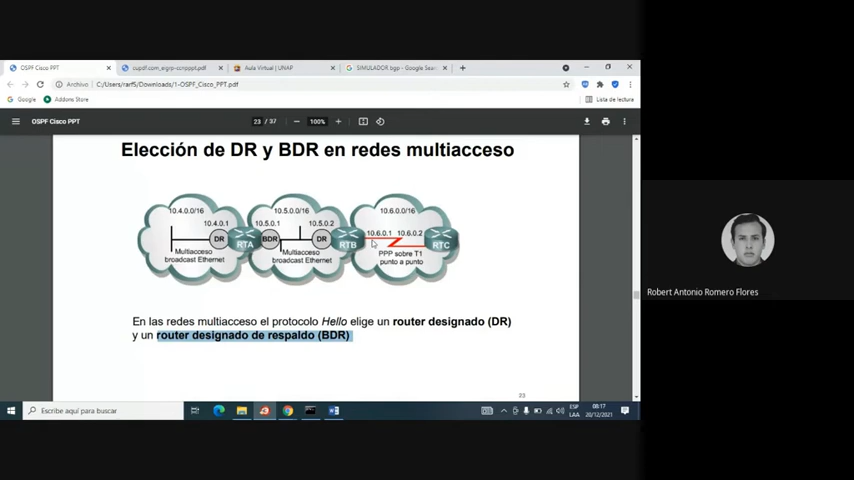 OSPF Cisco PPT
cupdf.com_eigrp-ccnpppt.pdf
Aula Virtual | UNAP
SIMULADOR bgp - Google Sear
Archivo | C:/Users/rarf5/Downloads/1-OSPF_Cisco_PPT.pdf
Google
Addons Store
Lista de lectura
OSPF Cisco PPT
23 / 37
100%
Elección de DR y BDR en redes multiacceso
10.4.0.0/16
10.5.0.0/16
10.6.0.0/16
10.4.0.1
10.5.0.1
10.5.0.2
10.6.0.1
10.6.0.2
DR
RTA
BDR
DR
RTB
RTC
Multiacceso
broadcast Ethernet
Multiacceso
broadcast Ethernet
PPP sobre T1
punto a punto
En las redes multiacceso el protocolo Hello elige un router designado (DR)
y un router designado de respaldo (BDR)
23
Robert Antonio Romero Flores
Escribe aquí para buscar
ESP
LAA
08:17
20/12/2021